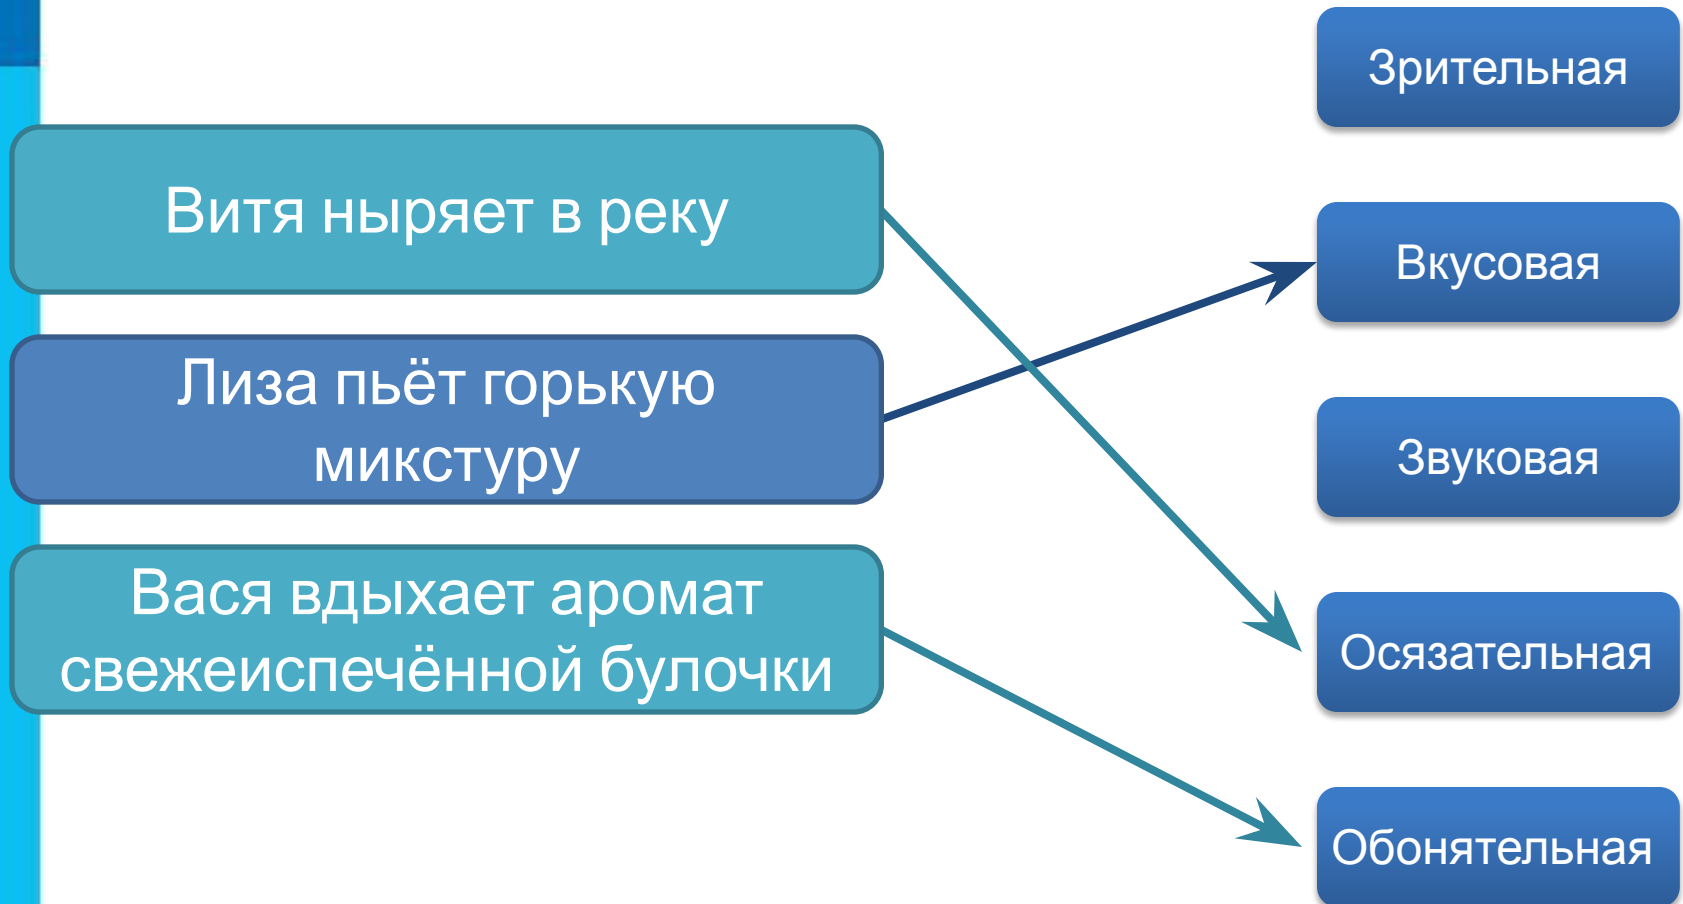 Витя ныряет в реку
Лиза пьёт горькую
микстуру
Вася вдыхает аромат
свежеиспечённой булочки
Зрительная
Вкусовая
Звуковая
Осязательная
Обонятельная